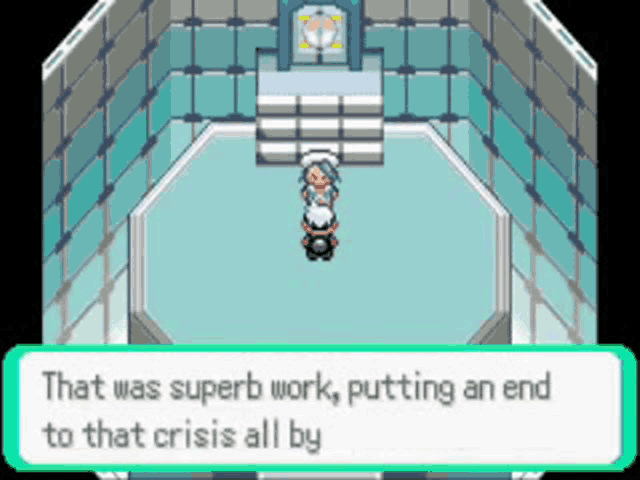 That was superb work, putting an end
to that crisis all by